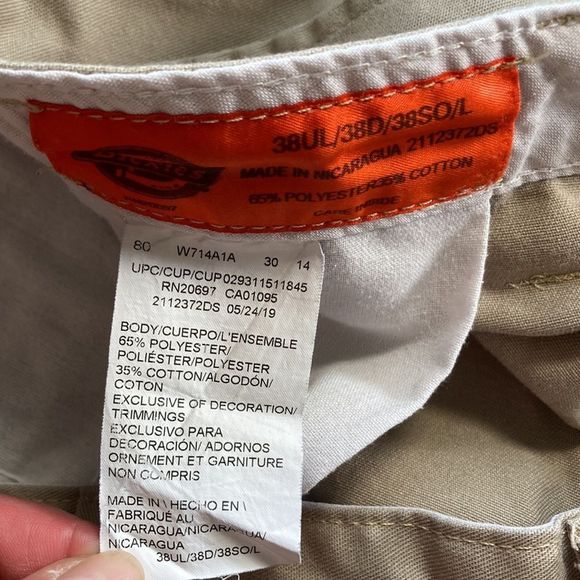 38UL/38D/38SO/L
Dickies
MADE IN NICARAGUA 2112372DS
65% POLYESTER35% COTTON
CARE INSIDE
80 W714A1A 30 14
UPC/CUP/CUP029311511845
RN20697 CA01095
2112372DS 05/24/19
BODY/CUERPO/L'ENSEMBLE
65% POLYESTER/
POLIÉSTER/POLYESTER
35% COTTON/ALGODÓN/
COTON
EXCLUSIVE OF DECORATION/
TRIMMINGS
EXCLUSIVO PARA
DECORACIÓN/ ADORNOS
ORNEMENT ET GARNITURE
NON COMPRIS
MADE IN \ HECHO EN \
FABRIQUÉ AU
NICARAGUA/NICARAGUA/
NICARAGUA
38UL/38D/38SO/L